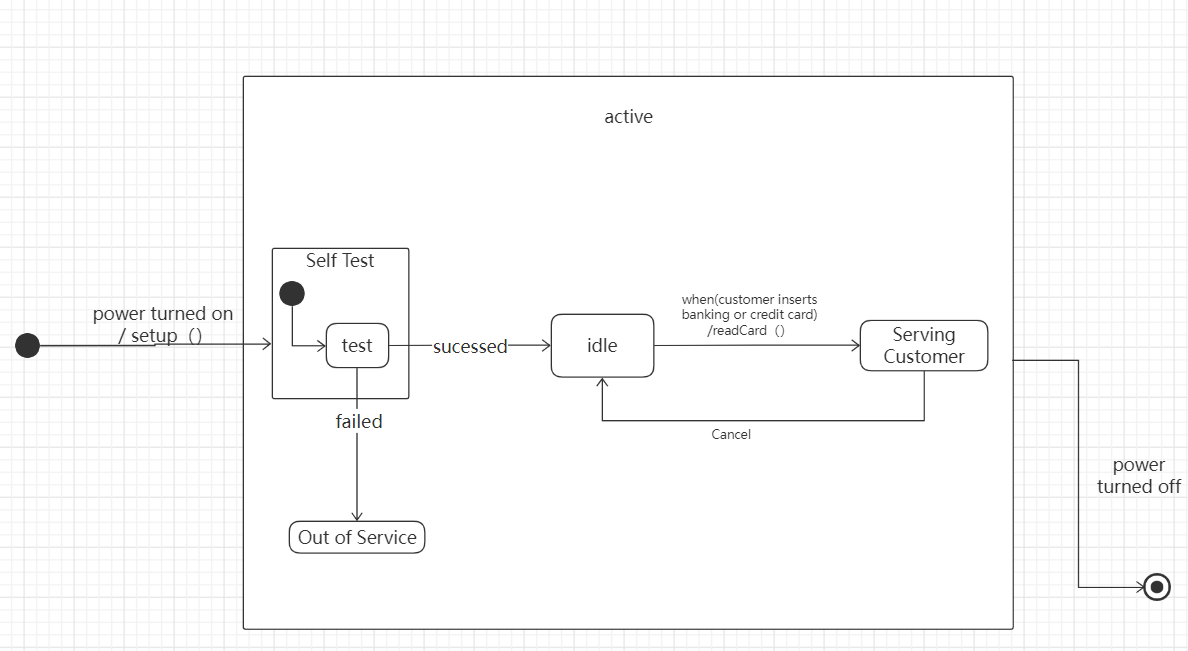 active
Self Test
power turned on
/ setup（）
test
sucessed
idle
when(customer inserts
banking or credit card)
/readCard（）
Serving
Customer
failed
Cancel
power
turned off
Out of Service